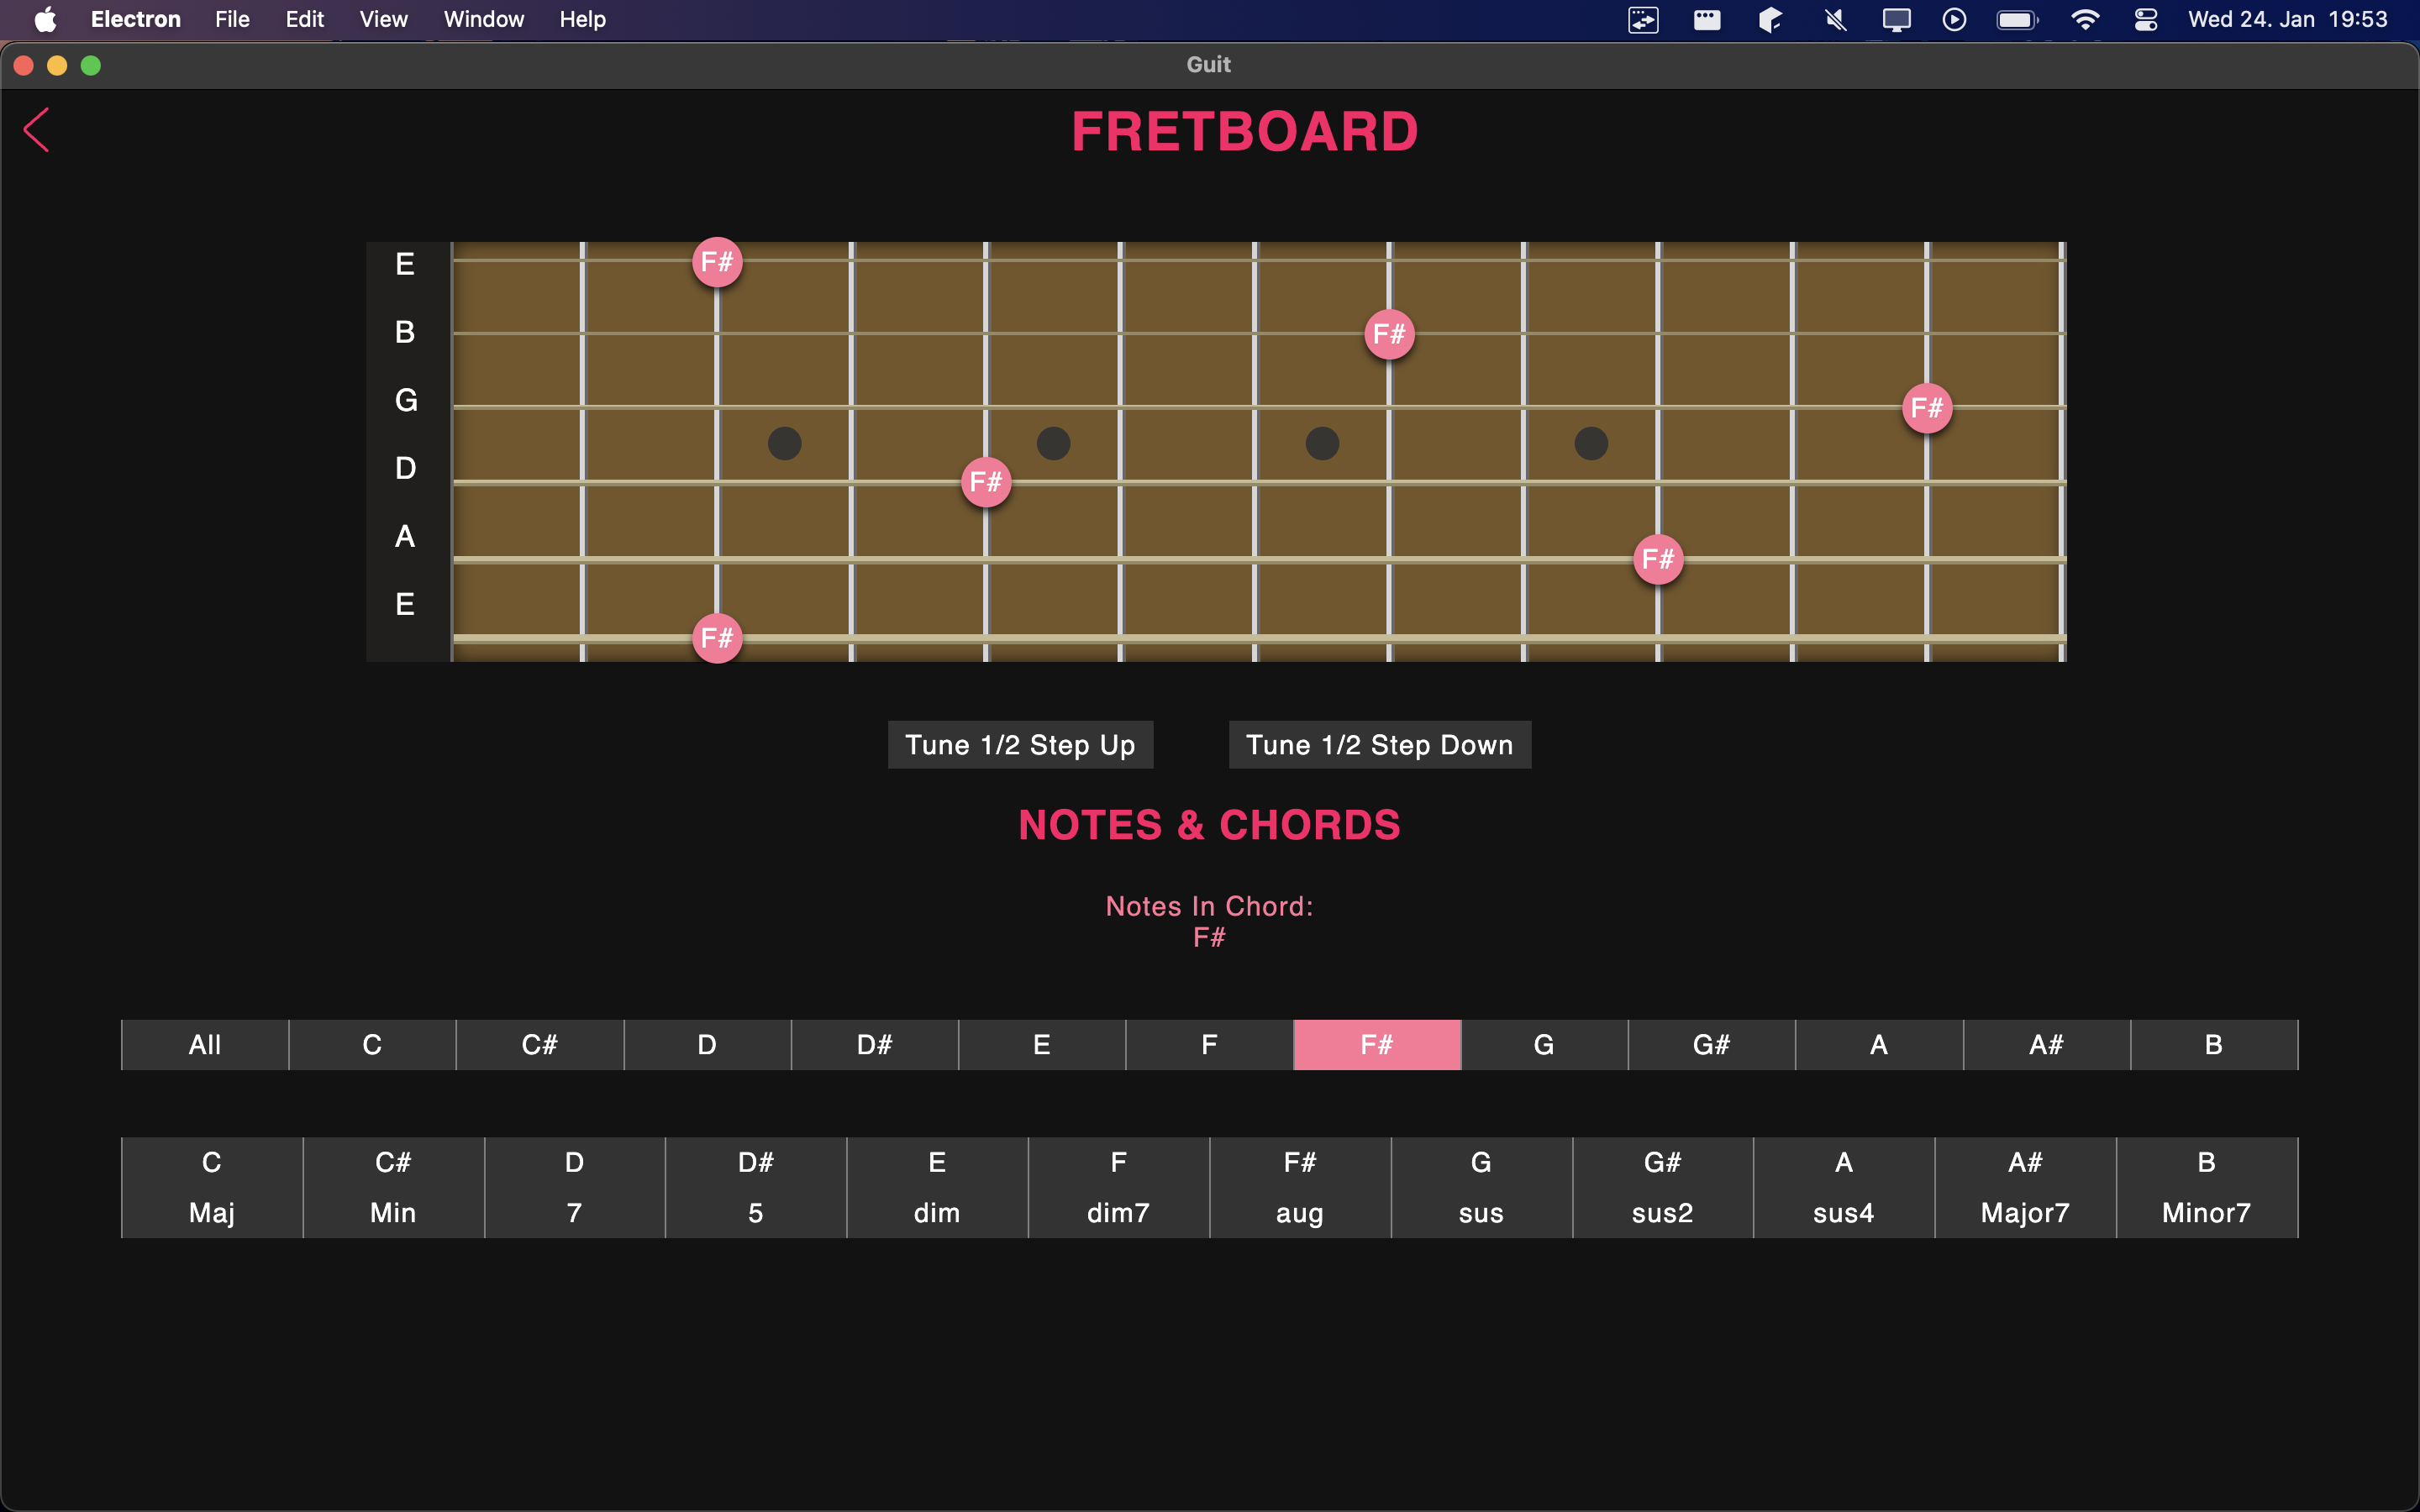 Electron File Edit View Window Help Wed 24. Jan 19:53
Guit
FRETBOARD
E F#
B F#
G F#
D F#
A F#
E F#
Tune 1/2 Step Up Tune 1/2 Step Down
NOTES & CHORDS
Notes In Chord:
F#
All C C# D D# E F F# G G# A A# B
C C# D D# E F F# G G# A A# B
Maj Min 7 5 dim dim7 aug sus sus2 sus4 Major7 Minor7